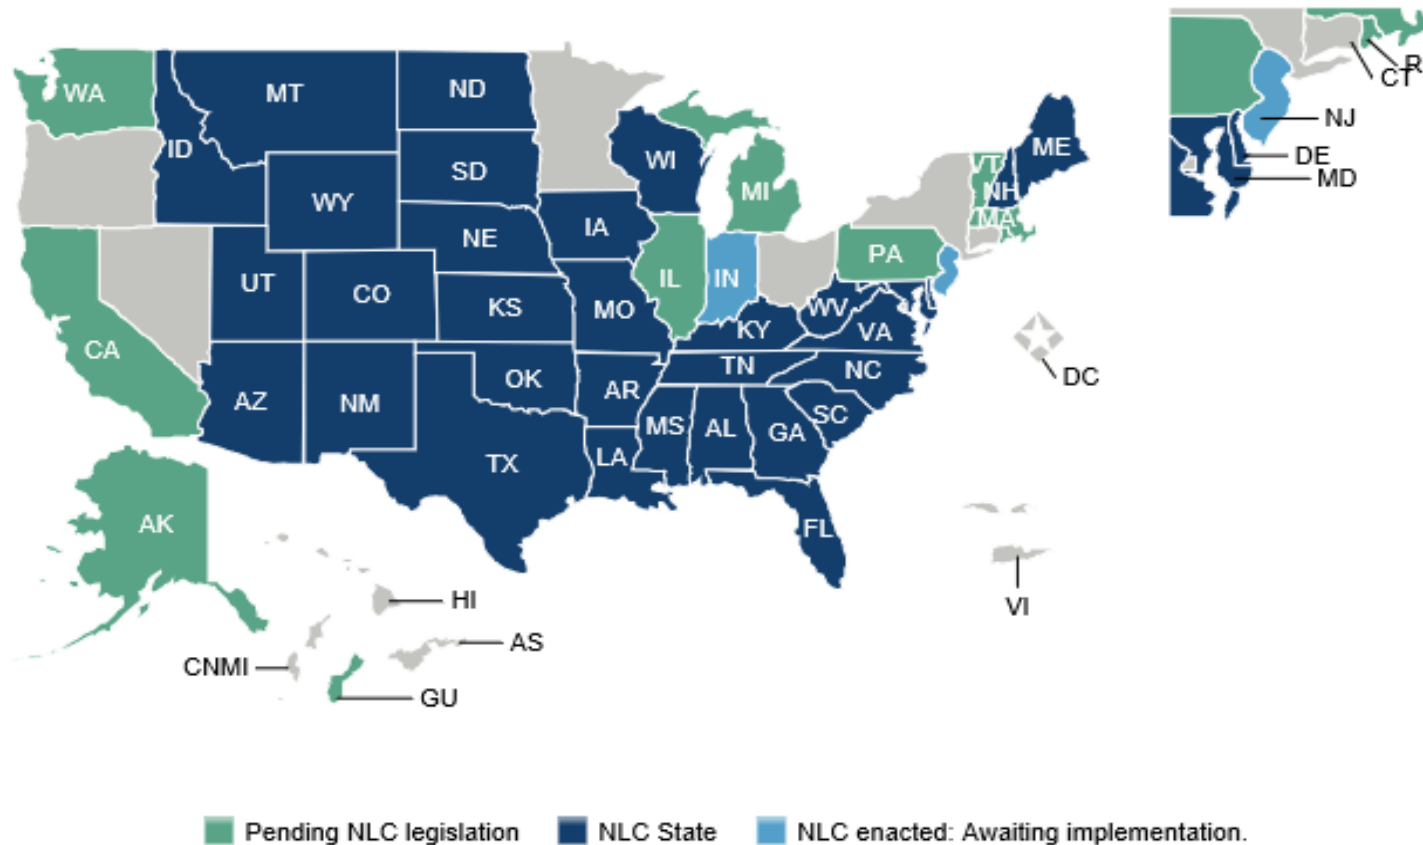 WA
MT
ND
ID
SD
WI
ME
WY
VT
NH
MI
MA
NE
IA
PA
UT
CO
IL
IN
KS
MO
WV
KY
VA
CA
TN
NC
OK
AZ
NM
AR
SC
MS
AL
GA
LA
TX
FL
AK
HI
AS
CNMI
GU
VI
DC
R
CT
NJ
DE
MD
Pending NLC legislation
NLC State
NLC enacted: Awaiting implementation.